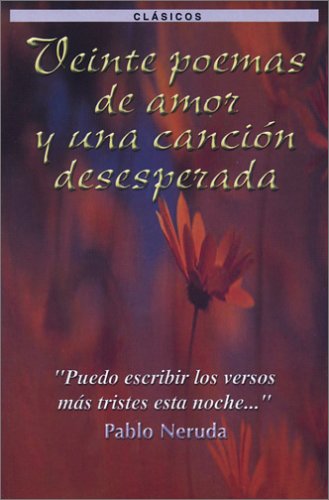 CLÁSICOS
Veinte poemas
de amor
y una canción
desesperada
"Puedo escribir los versos
más tristes esta noche..."
Pablo Neruda